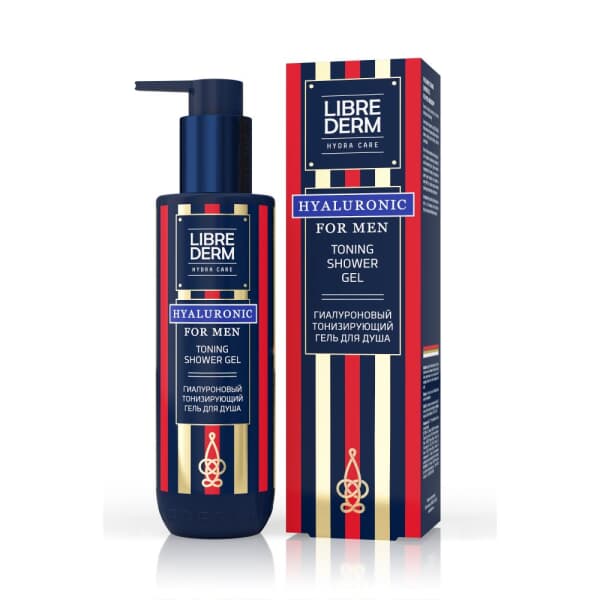 LIBRE
DERM
HYDRA CARE
HYALURONIC
FOR MEN
TONING
SHOWER GEL
ГИАЛУРОНОВЫЙ
ТОНИЗИРУЮЩИЙ
ГЕЛЬ ДЛЯ ДУША
LIBRE
DERM
HYDRA CARE
HYALURONIC
FOR MEN
TONING
SHOWER
GEL
ГИАЛУРОНОВЫЙ
ТОНИЗИРУЮЩИЙ
ГЕЛЬ ДЛЯ ДУША